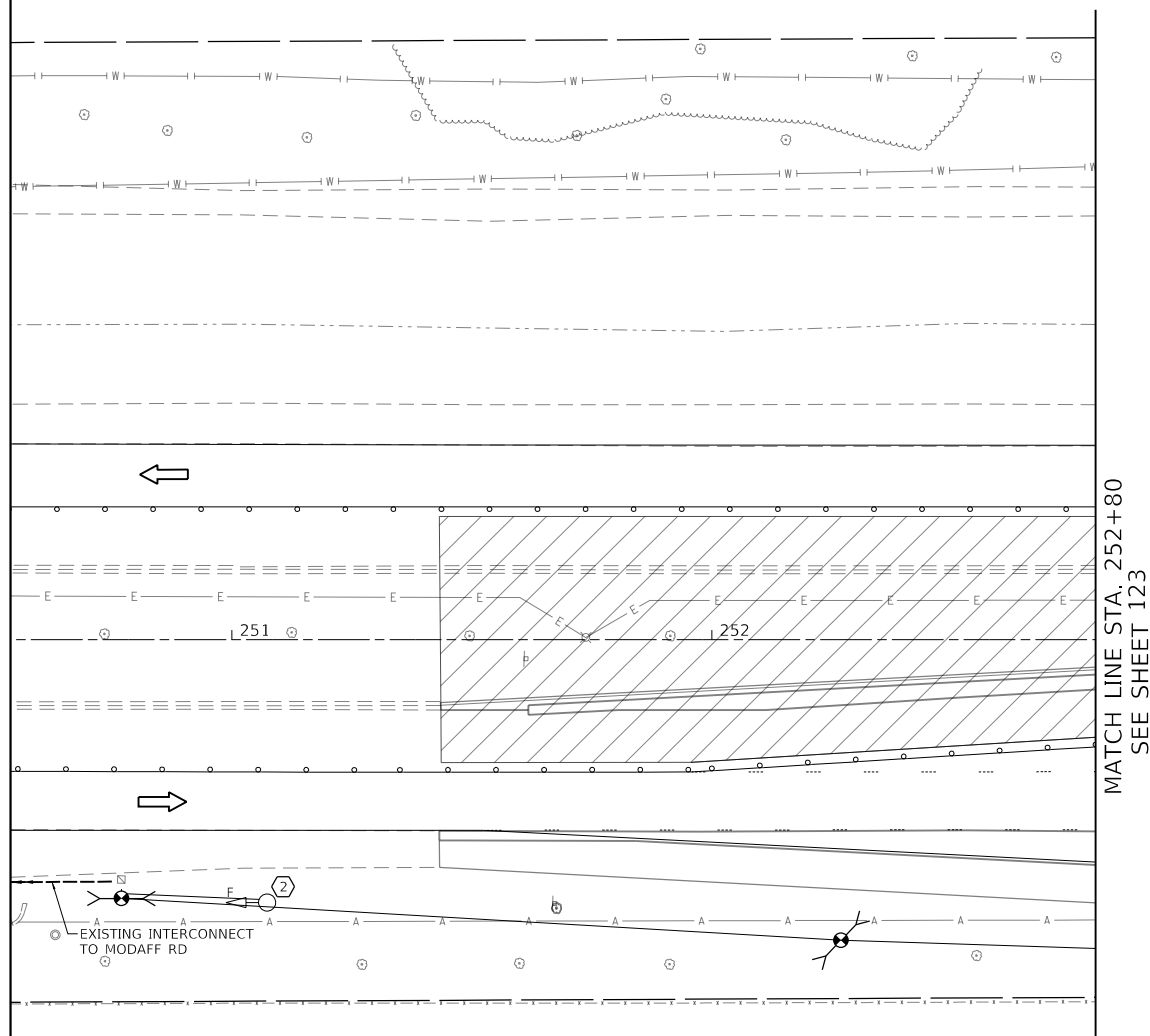 W W W W W W W
W W W W W W W W
E E E E E E E E E E E E E
251
252
MATCH LINE STA. 252+80
SEE SHEET 123
F
2
A A A A A A A A A A A A
EXISTING INTERCONNECT
TO MODAFF RD